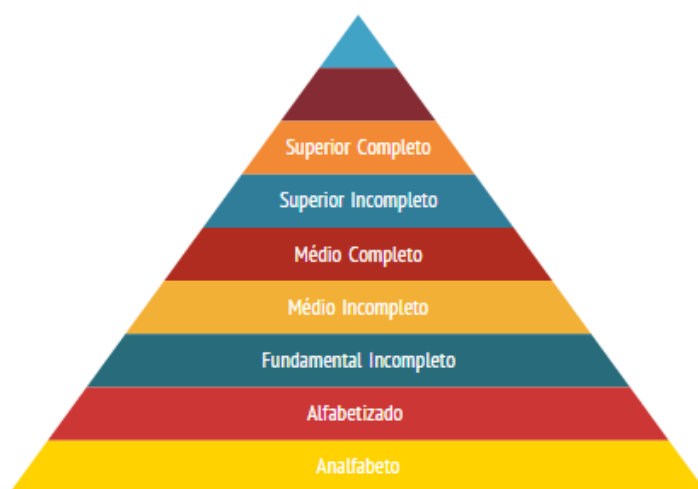 Superior Completo
Superior Incompleto
Médio Completo
Médio Incompleto
Fundamental Incompleto
Alfabetizado
Analfabeto